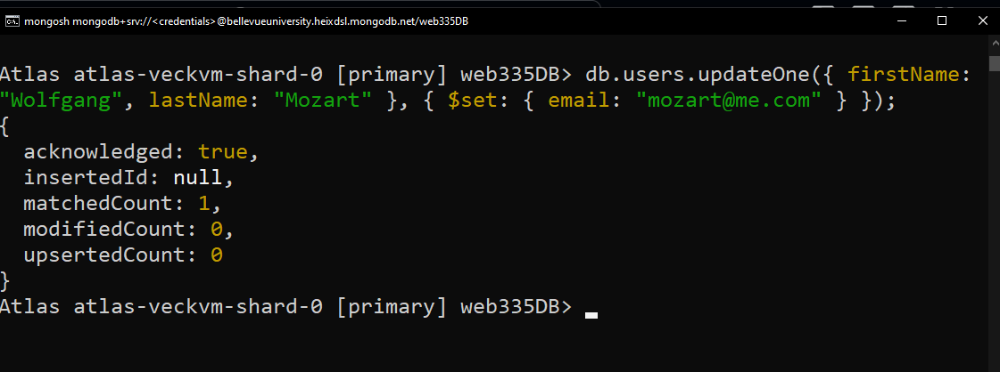 mongosh mongodb+srv://<credentials>@bellevueuniversity.heixdsl.mongodb.net/web335DB
Atlas atlas-veckvm-shard-0 [primary] web335DB> db.users.updateOne({ firstName:
"Wolfgang", lastName: "Mozart" }, { $set: { email: "mozart@me.com" } });
{
  acknowledged: true,
  insertedId: null,
  matchedCount: 1,
  modifiedCount: 0,
  upsertedCount: 0
}
Atlas atlas-veckvm-shard-0 [primary] web335DB>